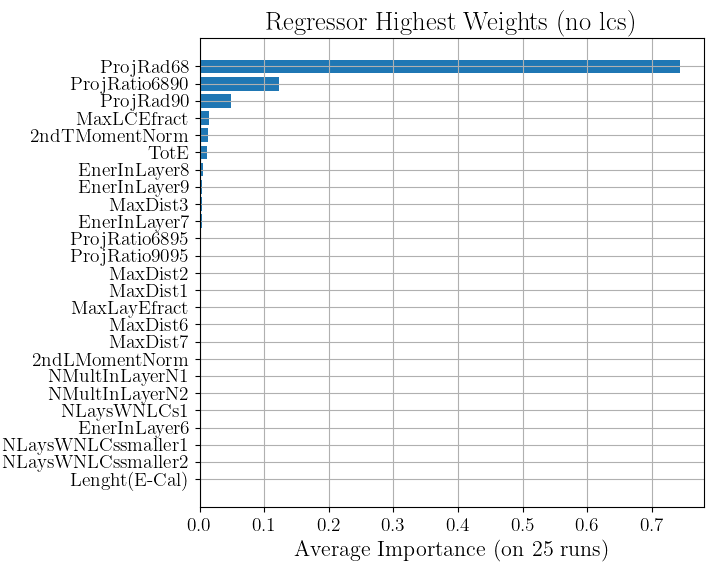 Regressor Highest Weights (no lcs)
ProjRad68
ProjRatio6890
ProjRad90
MaxLCEfract
2ndTMomentNorm
TotE
EnerInLayer8
EnerInLayer9
MaxDist3
EnerInLayer7
ProjRatio6895
ProjRatio9095
MaxDist2
MaxDist1
MaxLayEfract
MaxDist6
MaxDist7
2ndLMomentNorm
NMultInLayerN1
NMultInLayerN2
NLaysWNLCs1
EnerInLayer6
NLaysWNLCssmaller1
NLaysWNLCssmaller2
Lenght(E-Cal)
0.0 0.1 0.2 0.3 0.4 0.5 0.6 0.7
Average Importance (on 25 runs)